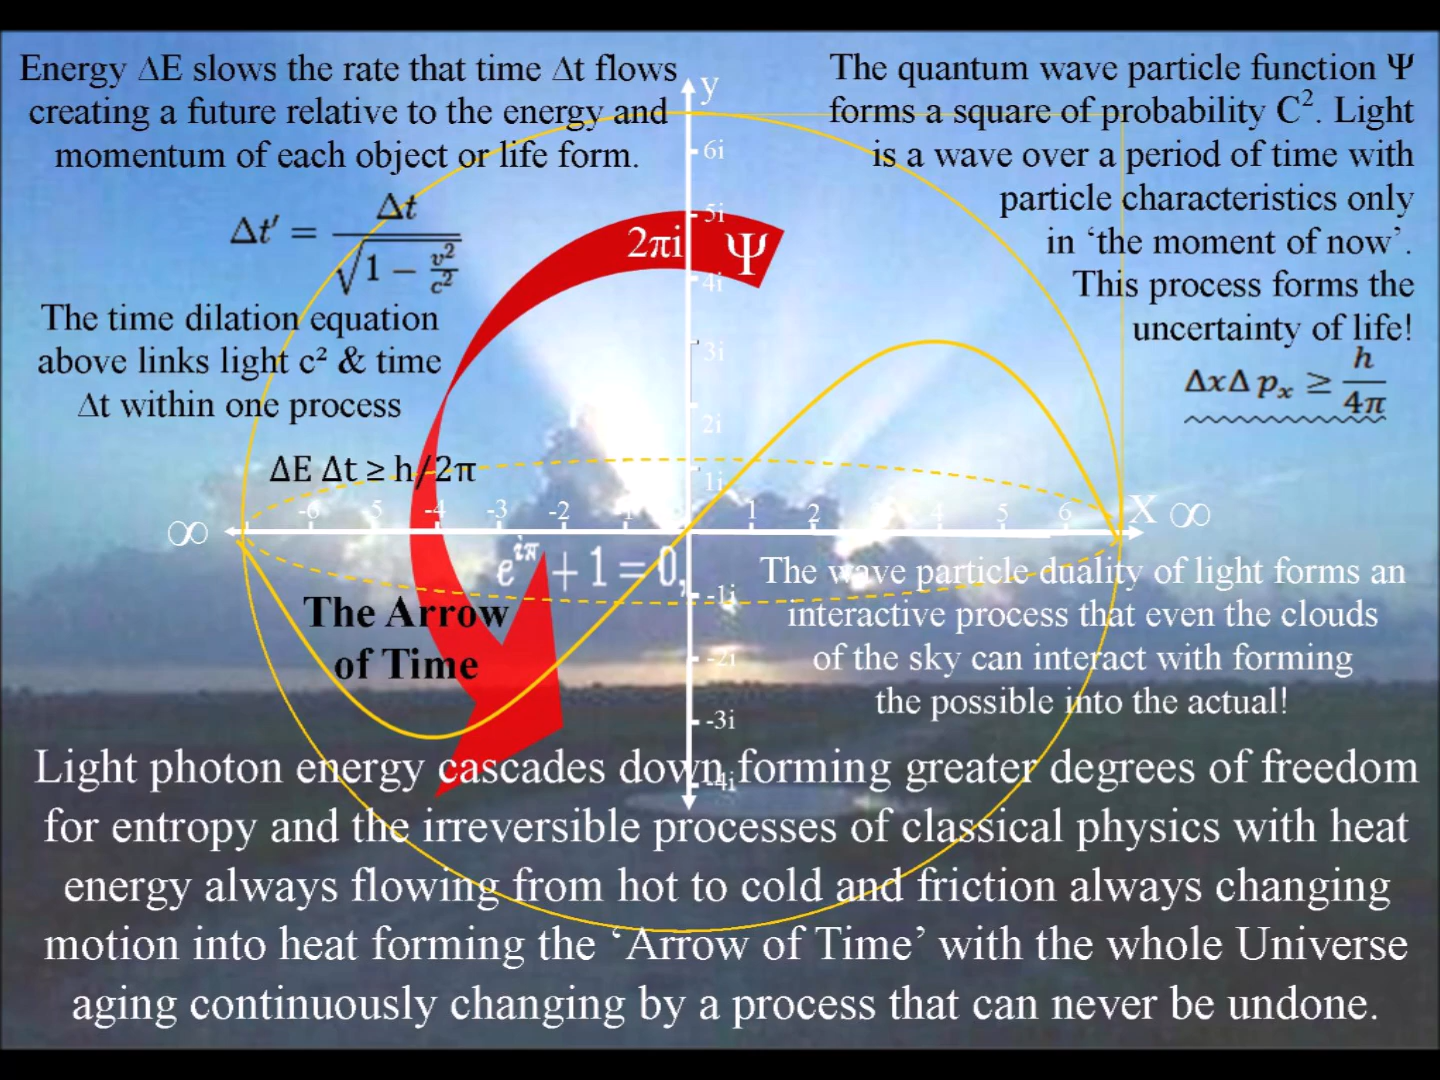 Energy ΔE slows the rate that time Δt flows
creating a future relative to the energy and
momentum of each object or life form.
Δt' = Δt / √(1 − v²/c²)
The time dilation equation
above links light c² & time
Δt within one process
ΔE Δt ≥ h/2π
The quantum wave particle function Ψ
forms a square of probability C². Light
is a wave over a period of time with
particle characteristics only
in ‘the moment of now’.
This process forms the
uncertainty of life!
Δx Δ pₓ ≥ h / 4π
y
6i
5i
2πi Ψ
4i
3i
2i
1i
∞ -6 -5 -4 -3 -2 -1 1 2 3 4 5 6 X ∞
e^{iπ} + 1 = 0,
-1i
-2i
-3i
-4i
The Arrow
of Time
The wave particle duality of light forms an
interactive process that even the clouds
of the sky can interact with forming
the possible into the actual!
Light photon energy cascades down forming greater degrees of freedom
for entropy and the irreversible processes of classical physics with heat
energy always flowing from hot to cold and friction always changing
motion into heat forming the ‘Arrow of Time’ with the whole Universe
aging continuously changing by a process that can never be undone.